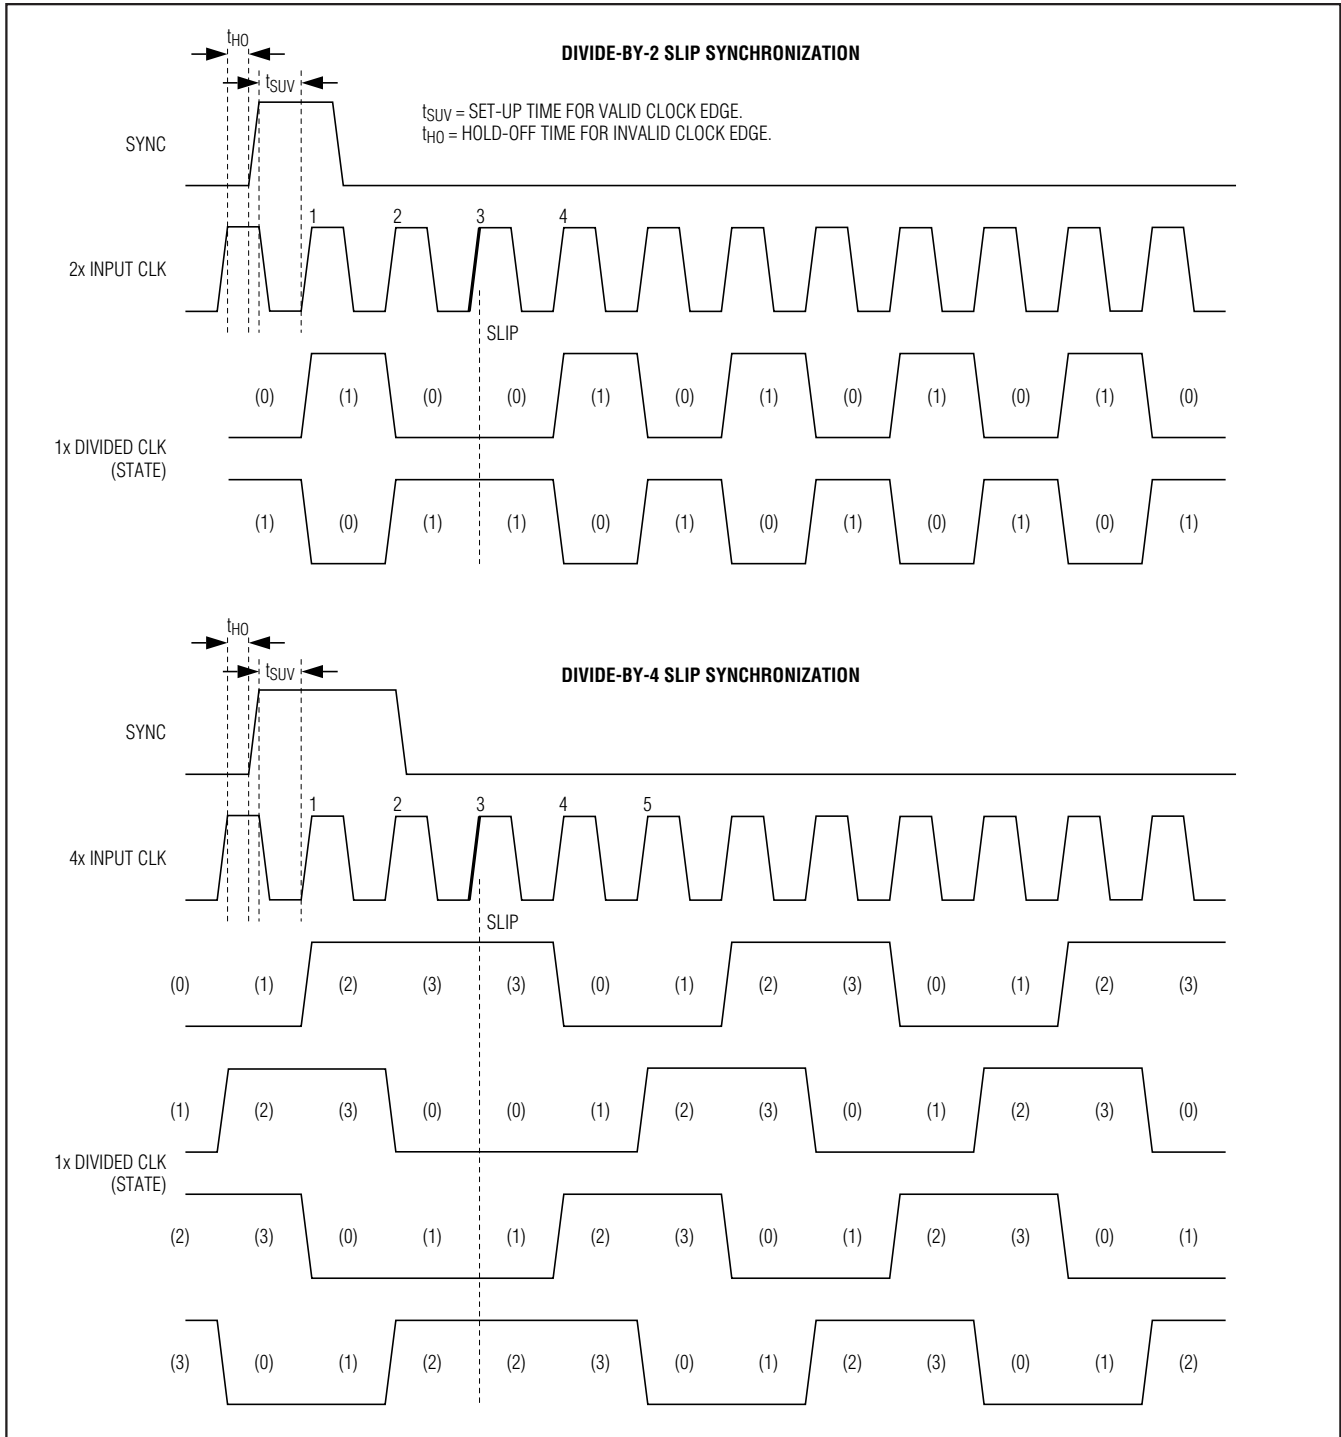 tHO
DIVIDE-BY-2 SLIP SYNCHRONIZATION
tSUV
tSUV = SET-UP TIME FOR VALID CLOCK EDGE.
tHO = HOLD-OFF TIME FOR INVALID CLOCK EDGE.
SYNC
1 2 3 4
2x INPUT CLK
SLIP
(0) (1) (0) (0) (1) (0) (1) (0) (1) (0) (1) (0)
1x DIVIDED CLK
(STATE)
(1) (0) (1) (1) (0) (1) (0) (1) (0) (1) (0) (1)
tHO
tSUV
DIVIDE-BY-4 SLIP SYNCHRONIZATION
SYNC
1 2 3 4 5
4x INPUT CLK
SLIP
(0) (1) (2) (3) (3) (0) (1) (2) (3) (0) (1) (2) (3)
(1) (2) (3) (0) (0) (1) (2) (3) (0) (1) (2) (3) (0)
1x DIVIDED CLK
(STATE)
(2) (3) (0) (1) (1) (2) (3) (0) (1) (2) (3) (0) (1)
(3) (0) (1) (2) (2) (3) (0) (1) (2) (3) (0) (1) (2)